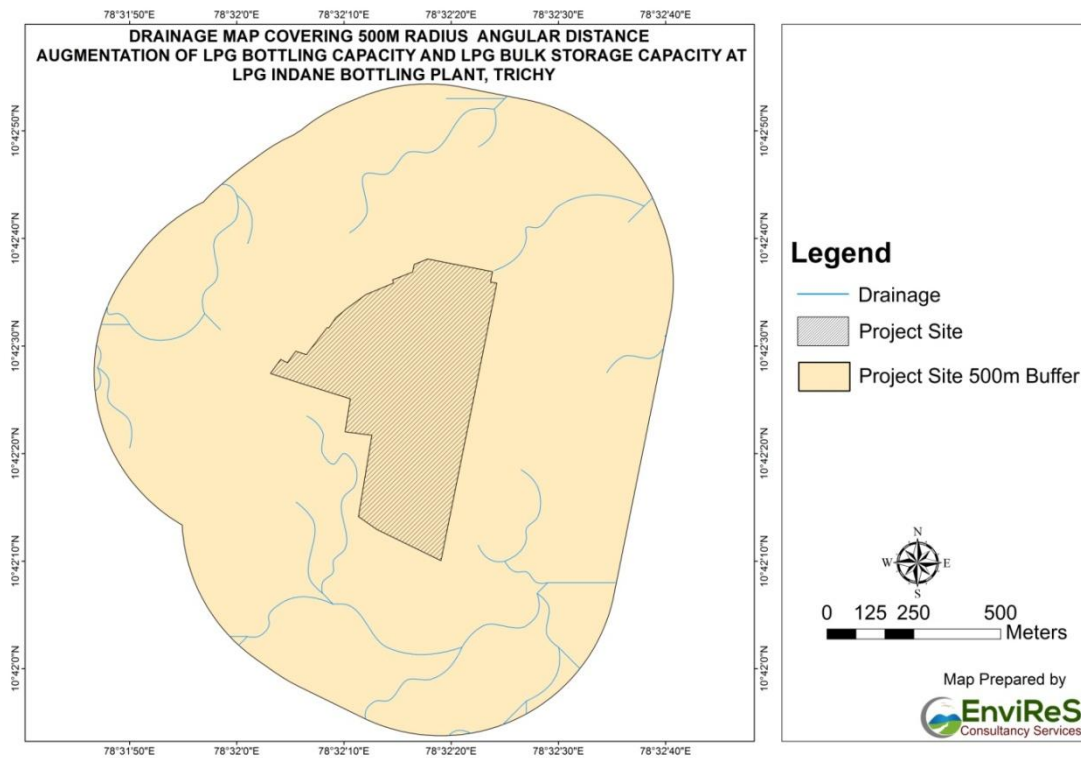 78°31'50"E 78°32'0"E 78°32'10"E 78°32'20"E 78°32'30"E 78°32'40"E
DRAINAGE MAP COVERING 500M RADIUS ANGULAR DISTANCE
AUGMENTATION OF LPG BOTTLING CAPACITY AND LPG BULK STORAGE CAPACITY AT
LPG INDANE BOTTLING PLANT, TRICHY
10°42'50"N 10°42'50"N
10°42'40"N 10°42'40"N
10°42'30"N 10°42'30"N
10°42'20"N 10°42'20"N
10°42'10"N 10°42'10"N
10°42'0"N 10°42'0"N
78°31'50"E 78°32'0"E 78°32'10"E 78°32'20"E 78°32'30"E 78°32'40"E
Legend
Drainage
Project Site
Project Site 500m Buffer
N
W E
S
0 125 250 500
Meters
Map Prepared by
EnviReS
Consultancy Services